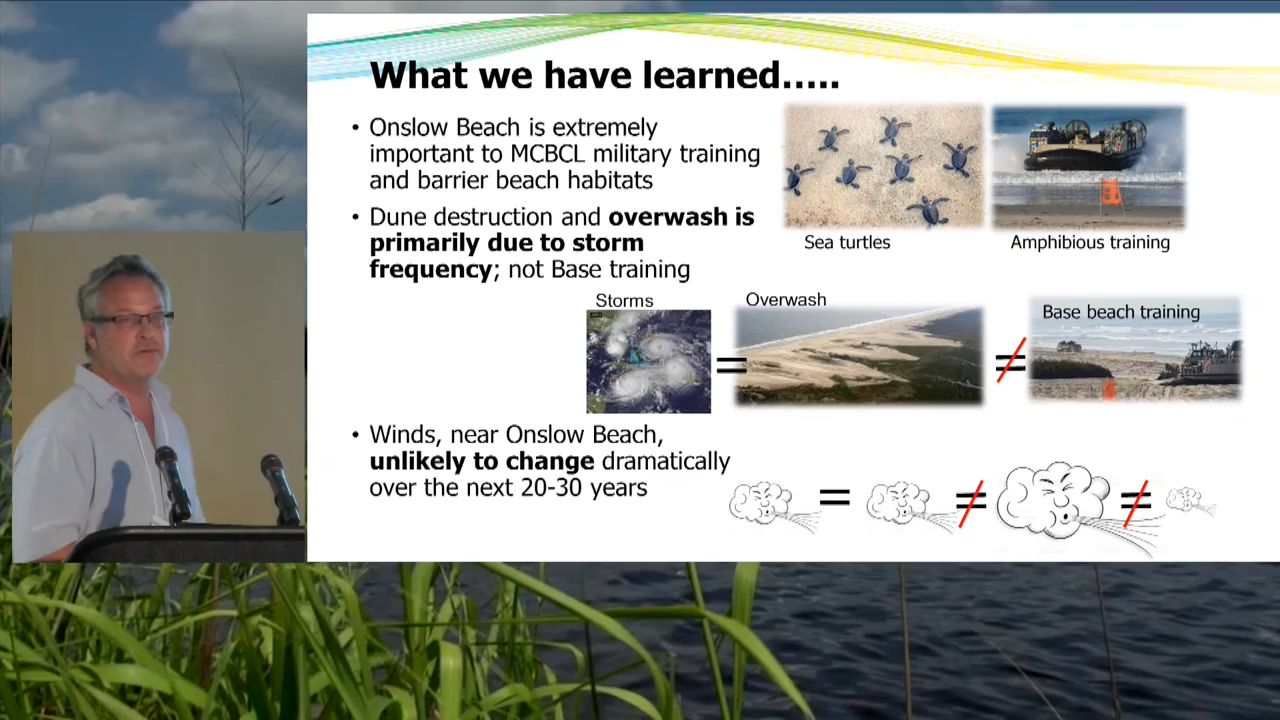 What we have learned.....
• Onslow Beach is extremely
important to MCBCL military training
and barrier beach habitats
Sea turtles
Amphibious training
• Dune destruction and overwash is
primarily due to storm
frequency; not Base training
Storms
Overwash
Base beach training
=
≠
• Winds, near Onslow Beach,
unlikely to change dramatically
over the next 20-30 years
= ≠ ≠